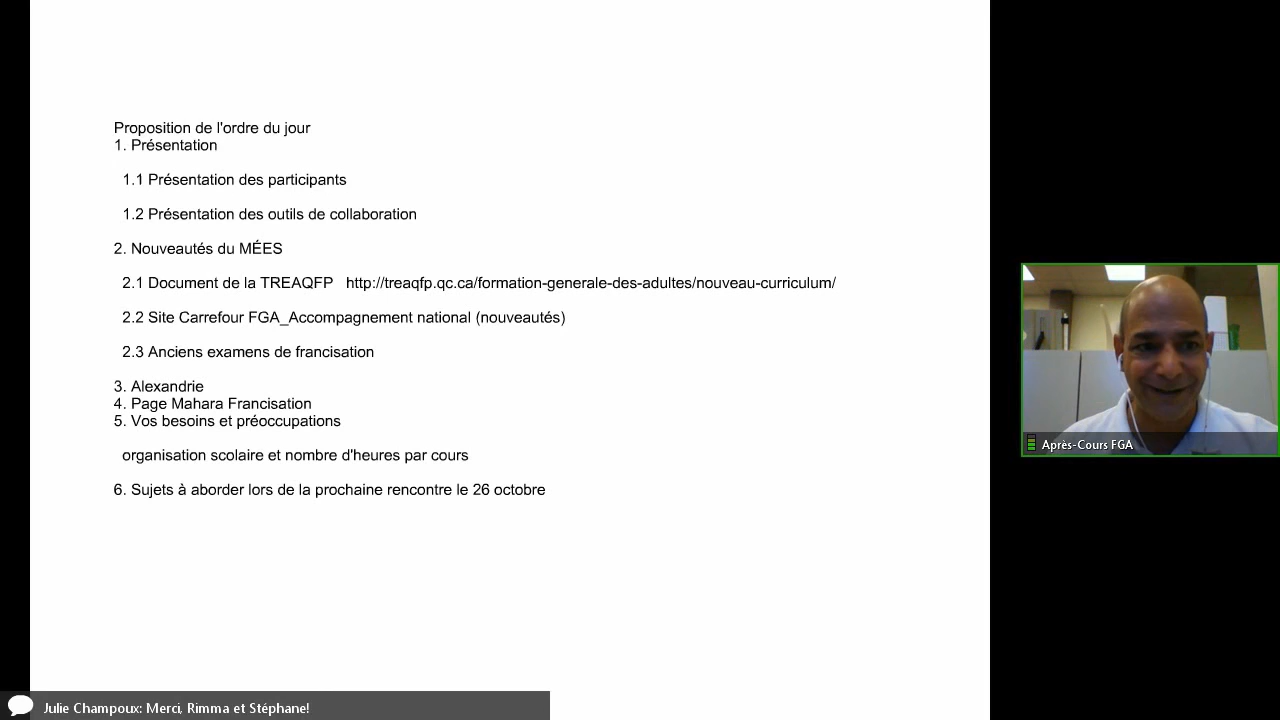 Proposition de l'ordre du jour
1. Présentation
1.1 Présentation des participants
1.2 Présentation des outils de collaboration
2. Nouveautés du MÉES
2.1 Document de la TREAQFP http://treaqfp.qc.ca/formation-generale-des-adultes/nouveau-curriculum/
2.2 Site Carrefour FGA_Accompagnement national (nouveautés)
2.3 Anciens examens de francisation
3. Alexandrie
4. Page Mahara Francisation
5. Vos besoins et préoccupations
organisation scolaire et nombre d'heures par cours
6. Sujets à aborder lors de la prochaine rencontre le 26 octobre
Après-Cours FGA
Julie Champoux: Merci, Rimma et Stéphane!